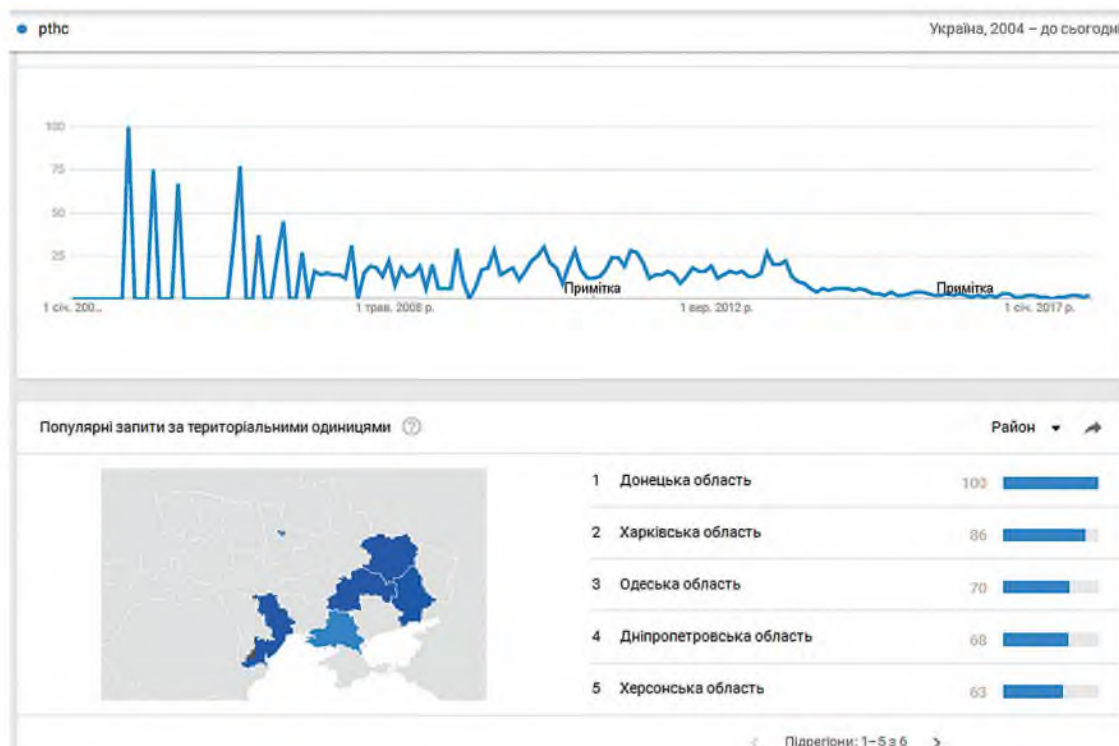 pthc
Україна, 2004 – до сьогодні
100
75
50
25
Примітка
Примітка
1 січ. 200...
1 трав. 2008 р.
1 вер. 2012 р.
1 січ. 2017 р.
Популярні запити за територіальними одиницями
Район
1 Донецька область 100
2 Харківська область 86
3 Одеська область 70
4 Дніпропетровська область 68
5 Херсонська область 63
Підрегіони: 1–5 з 6